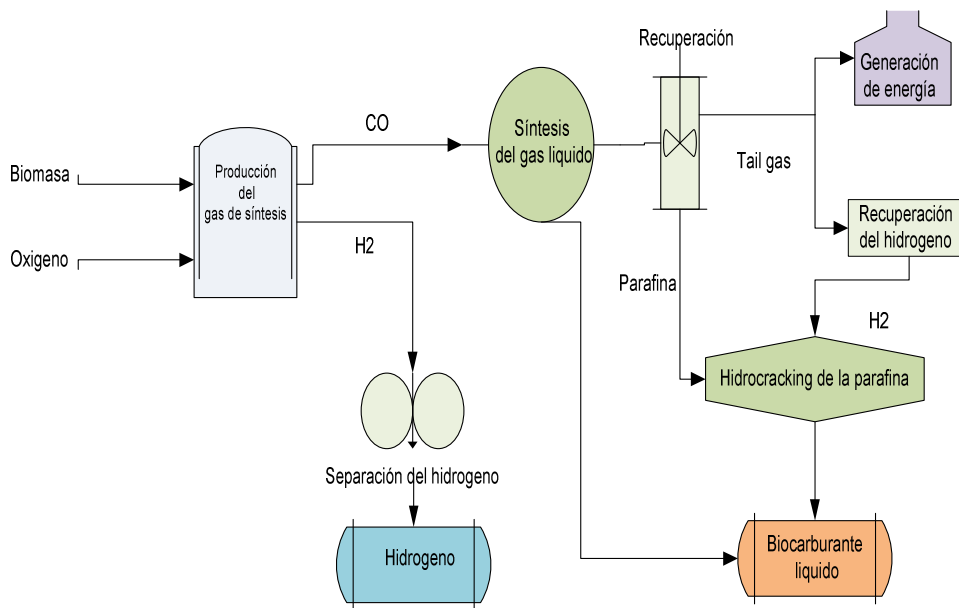 Recuperación
Generación
de energía
CO
Síntesis
del gas liquido
Tail gas
Biomasa
Producción
del
gas de síntesis
Oxigeno
H2
Recuperación
del hidrogeno
Parafina
H2
Hidrocracking de la parafina
Separación del hidrogeno
Hidrogeno
Biocarburante
liquido